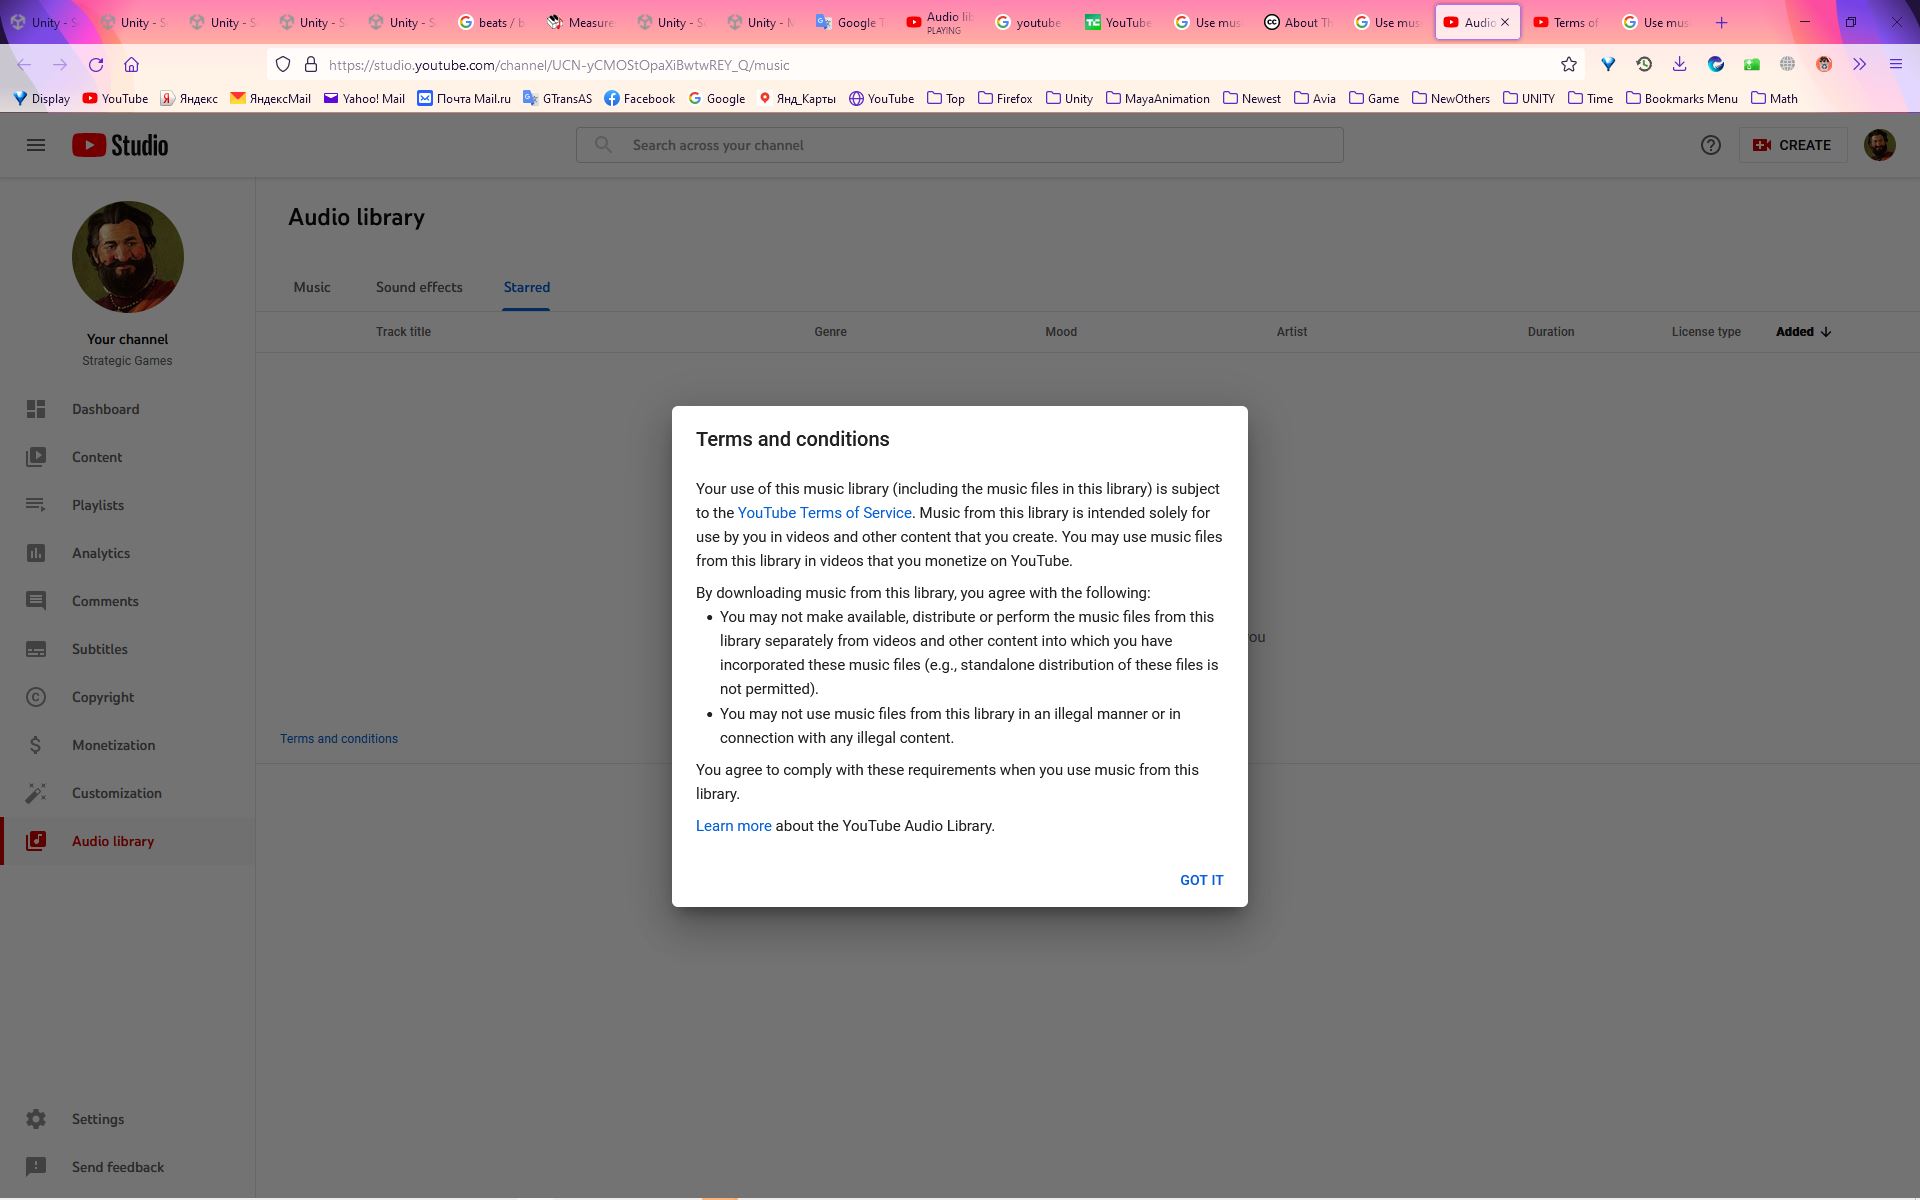 Unity - S Unity - S Unity - S Unity - S Unity - S beats / b Measure Unity - S Unity - M Google T Audio lib youtube YouTube Use mus About Th Use mus Audio Terms of Use mus
PLAYING
https://studio.youtube.com/channel/UCN-yCMOStOpaXiBwtwREY_Q/music
Display YouTube Яндекс ЯндексMail Yahoo! Mail Почта Mail.ru GTransAS Facebook Google Янд_Карты YouTube Top Firefox Unity MayaAnimation Newest Avia Game NewOthers UNITY Time Bookmarks Menu Math
Studio Search across your channel CREATE
Audio library
Music Sound effects Starred
Track title Genre Mood Artist Duration License type Added
Your channel
Strategic Games
Dashboard
Content
Playlists
Analytics
Comments
Subtitles
Copyright
Monetization
Customization
Audio library
Settings
Send feedback
Terms and conditions
Your use of this music library (including the music files in this library) is subject
to the YouTube Terms of Service. Music from this library is intended solely for
use by you in videos and other content that you create. You may use music files
from this library in videos that you monetize on YouTube.
By downloading music from this library, you agree with the following:
• You may not make available, distribute or perform the music files from this
library separately from videos and other content into which you have
incorporated these music files (e.g., standalone distribution of these files is
not permitted).
• You may not use music files from this library in an illegal manner or in
connection with any illegal content.
You agree to comply with these requirements when you use music from this
library.
Learn more about the YouTube Audio Library.
GOT IT
ou
Terms and conditions